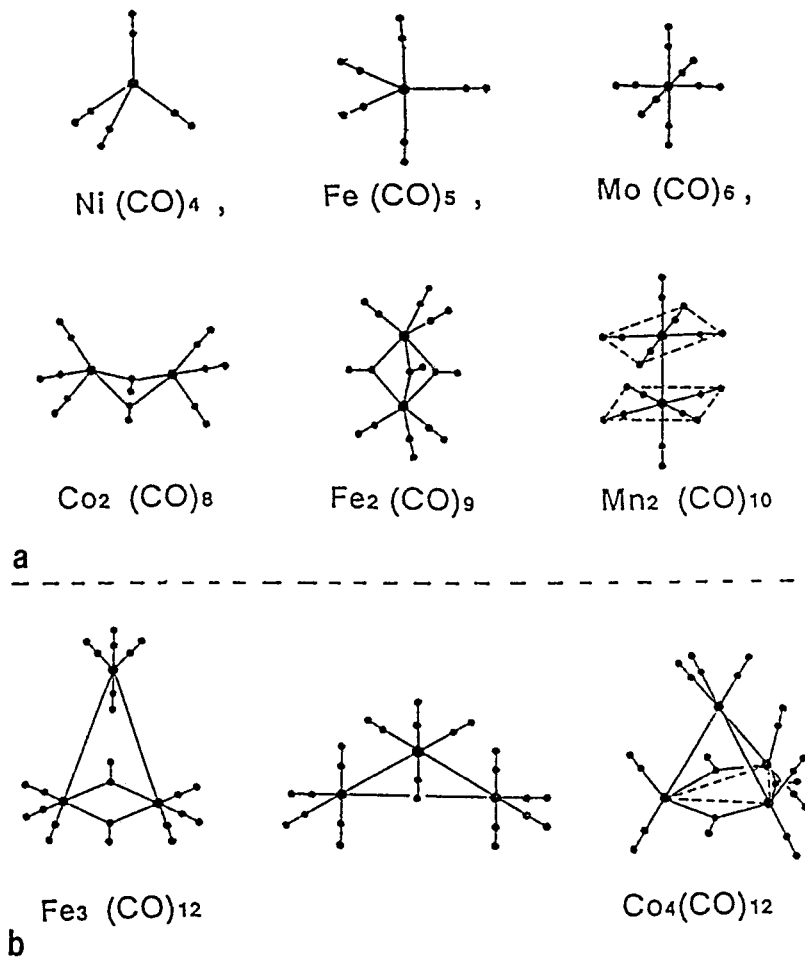 Ni (CO)4 , Fe (CO)5 , Mo (CO)6 ,
Co2 (CO)8 Fe2 (CO)9 Mn2 (CO)10
a
Fe3 (CO)12 Co4(CO)12
b